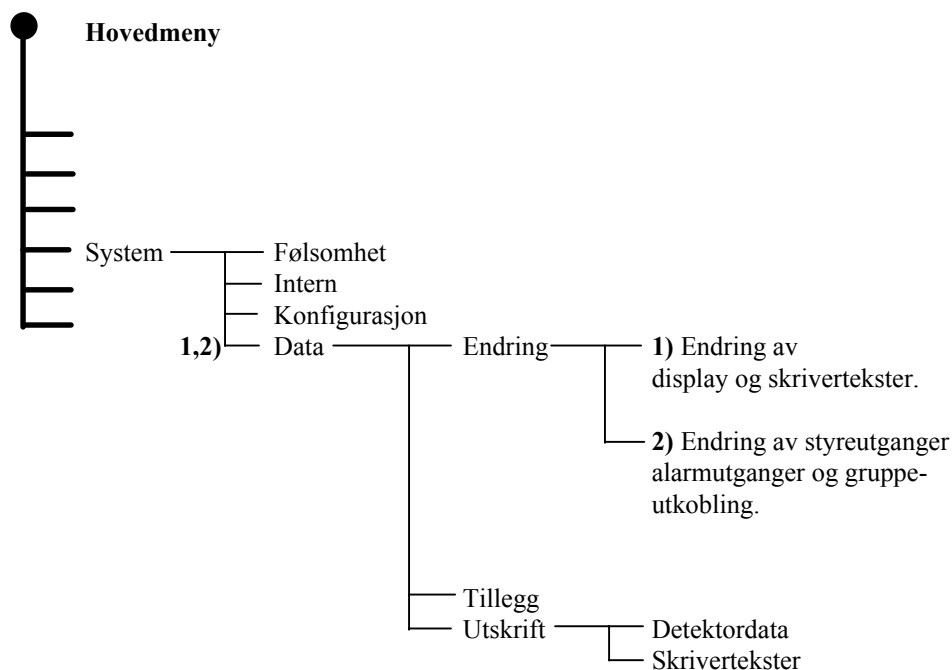 Hovedmeny
System
Følsomhet
Intern
Konfigurasjon
1,2) Data
Endring
1) Endring av
display og skrivertekster.
2) Endring av styreutganger
alarmutganger og gruppe-
utkobling.
Tillegg
Utskrift
Detektordata
Skrivertekster